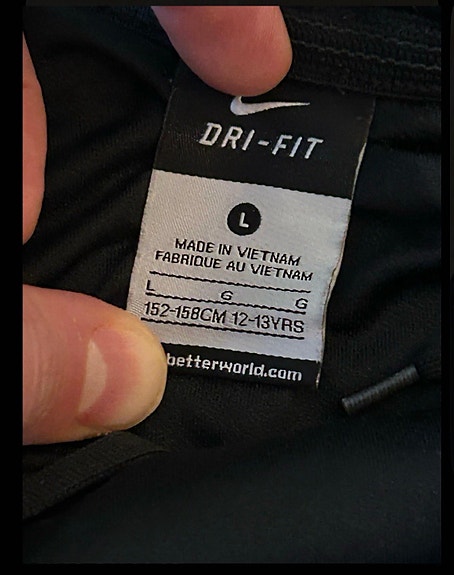 DRI-FIT
L
MADE IN VIETNAM
FABRIQUE AU VIETNAM
L G G
152-158CM 12-13YRS
betterworld.com